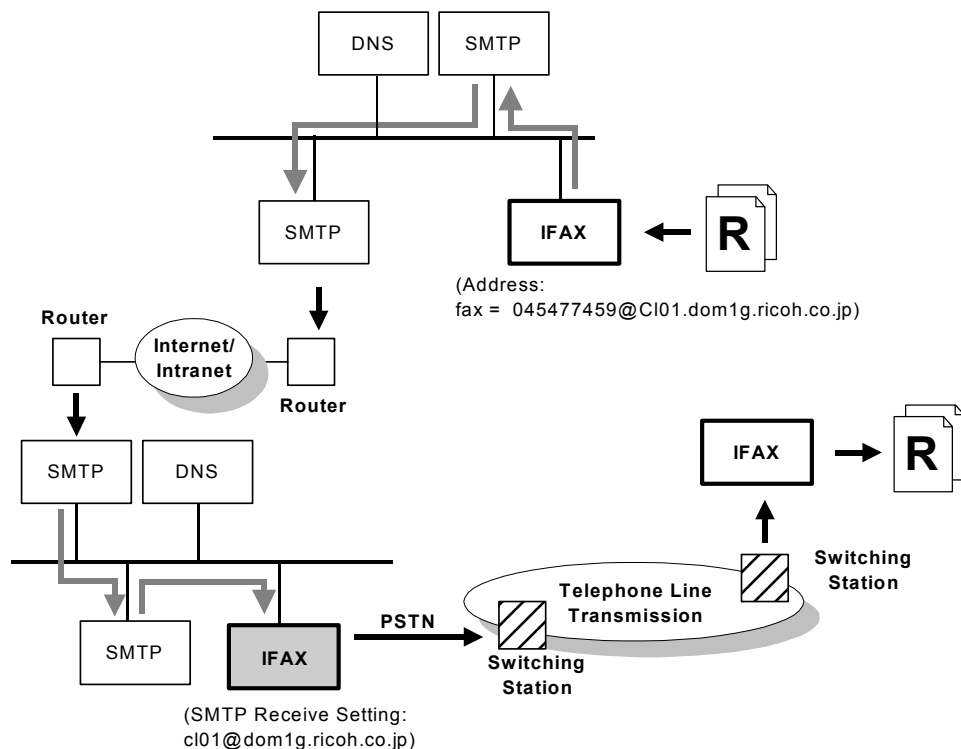 DNS
SMTP
SMTP
IFAX
R
(Address:
fax = 045477459@Cl01.dom1g.ricoh.co.jp)
Router
Internet/
Intranet
Router
SMTP
DNS
IFAX
R
Switching
Station
Telephone Line
Transmission
PSTN
SMTP
IFAX
Switching
Station
(SMTP Receive Setting:
cl01@dom1g.ricoh.co.jp)